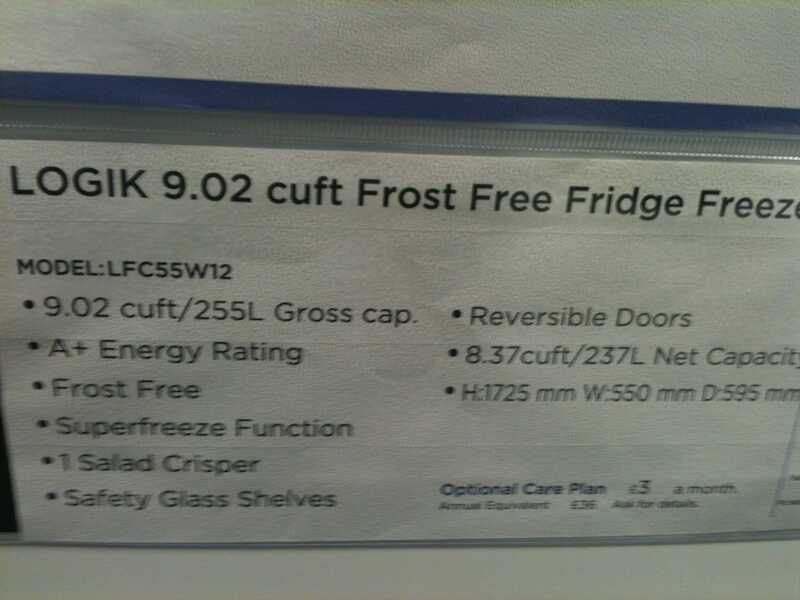 LOGIK 9.02 cuft Frost Free Fridge Freeze
MODEL:LFC55W12
• 9.02 cuft/255L Gross cap.
• A+ Energy Rating
• Frost Free
• Superfreeze Function
• 1 Salad Crisper
• Safety Glass Shelves
• Reversible Doors
• 8.37cuft/237L Net Capacity
• H:1725 mm W:550 mm D:595 mm
Optional Care Plan £3 a month.
Annual Equivalent £36 Ask for details.